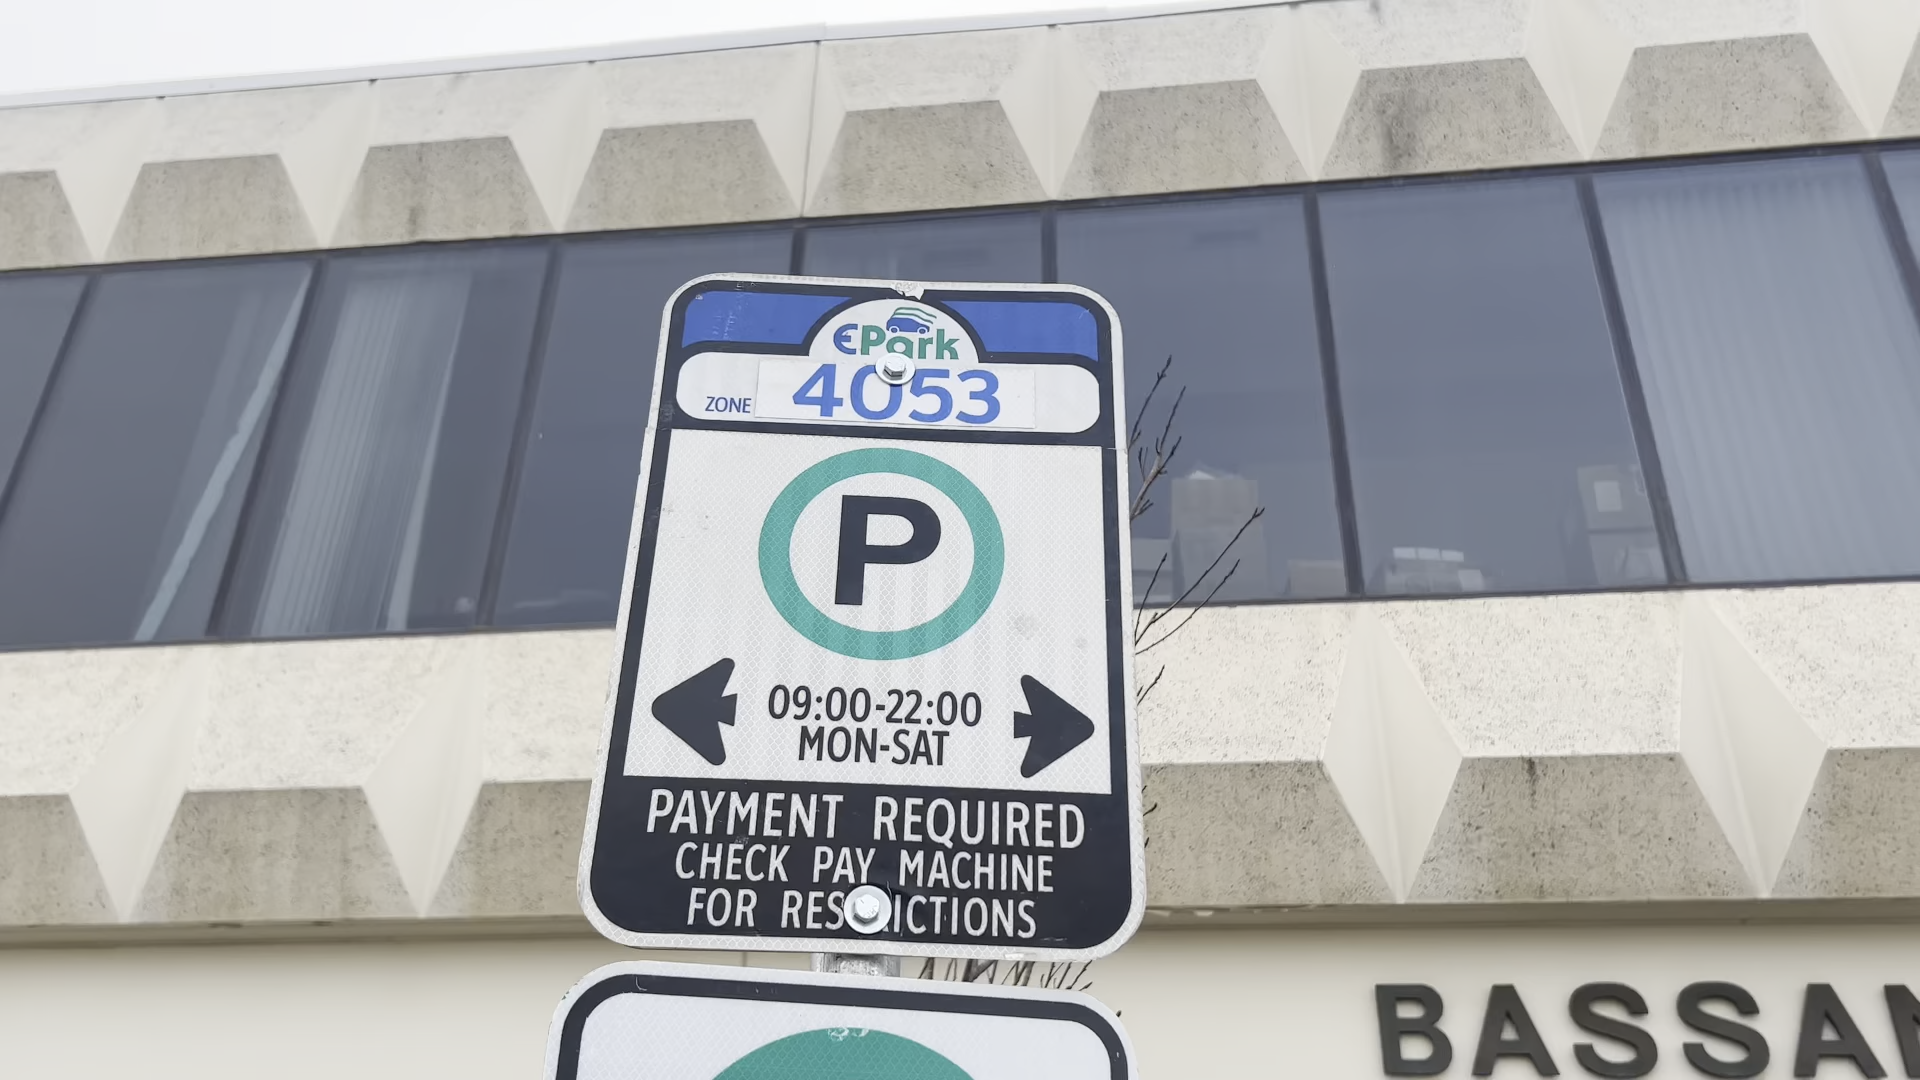 EPark
ZONE 4053
P
09:00-22:00
MON-SAT
PAYMENT REQUIRED
CHECK PAY MACHINE
FOR RESTRICTIONS
BASSAN